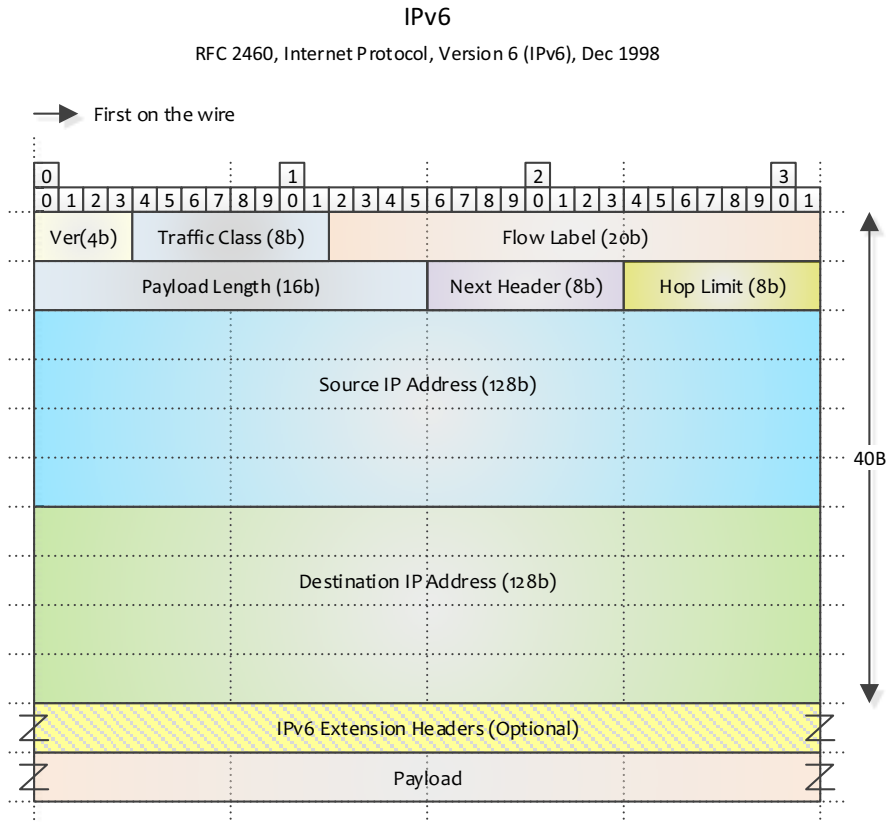 IPv6
RFC 2460, Internet Protocol, Version 6 (IPv6), Dec 1998
First on the wire
0 1 2 3
0 1 2 3 4 5 6 7 8 9 0 1 2 3 4 5 6 7 8 9 0 1 2 3 4 5 6 7 8 9 0 1
Ver(4b) Traffic Class (8b) Flow Label (20b)
Payload Length (16b) Next Header (8b) Hop Limit (8b)
Source IP Address (128b)
40B
Destination IP Address (128b)
IPv6 Extension Headers (Optional)
Payload